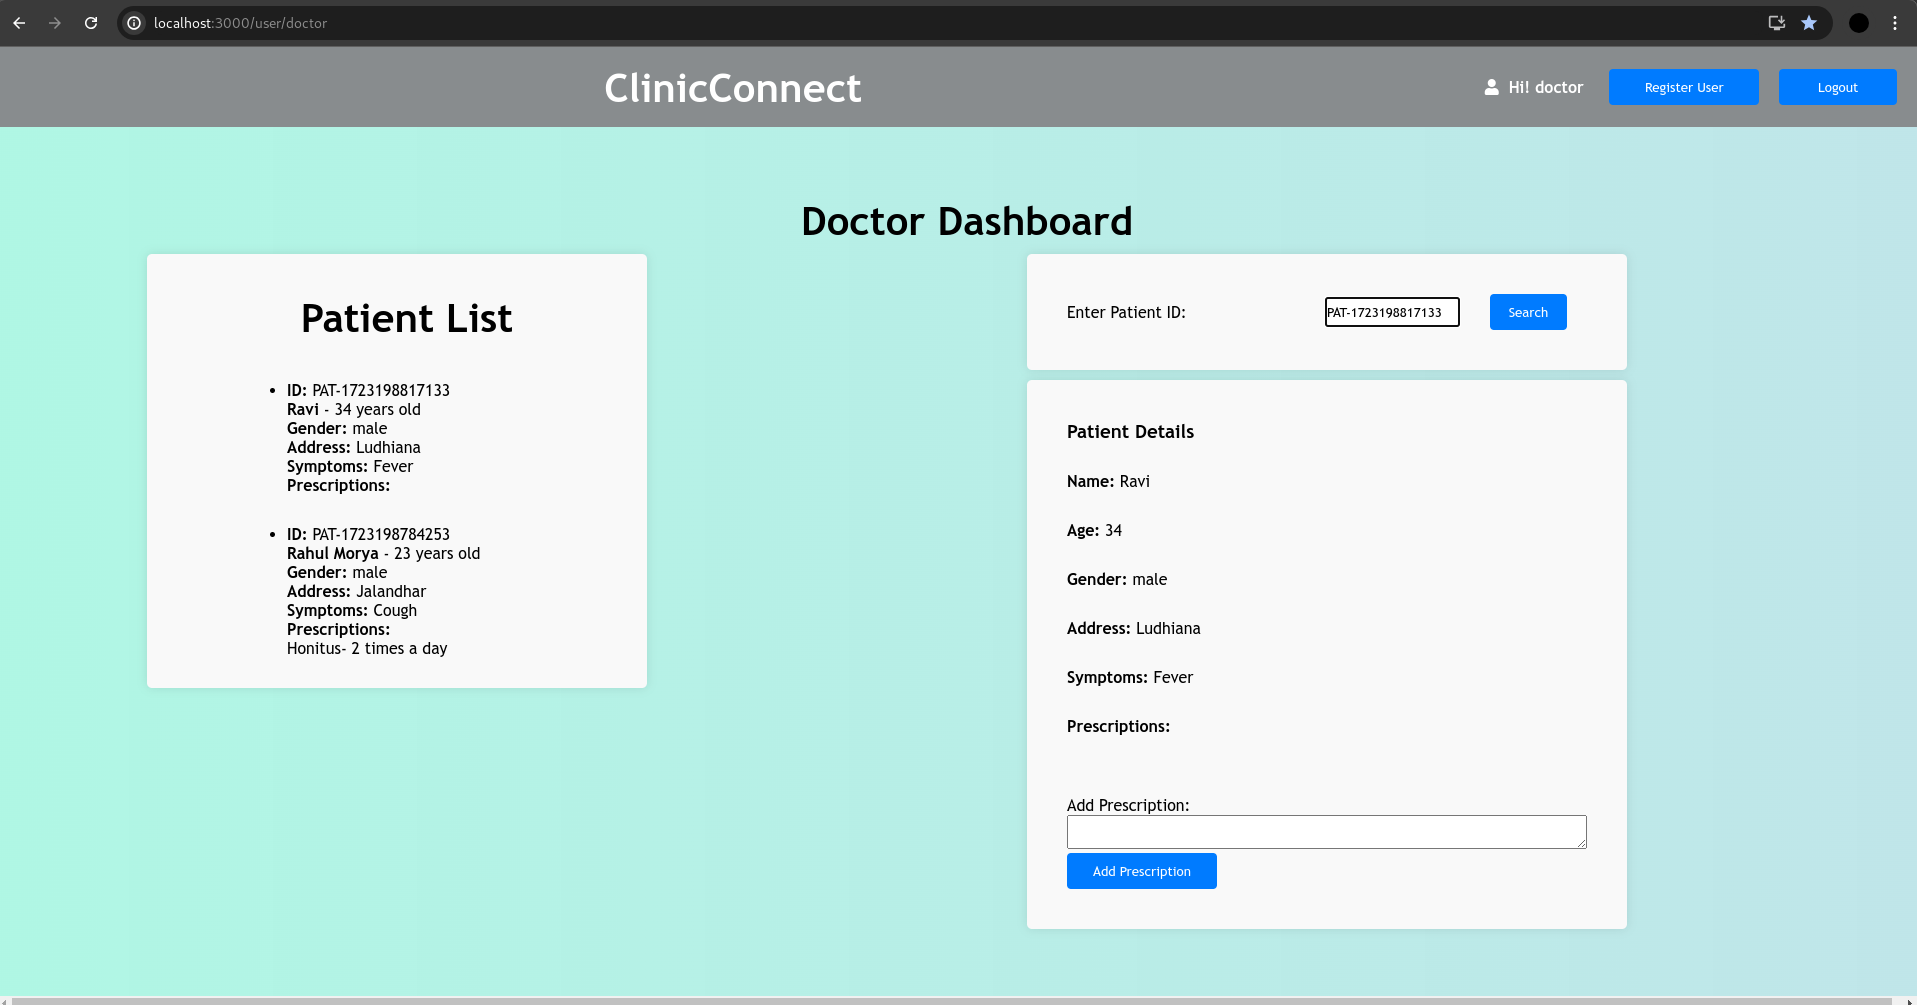 localhost:3000/user/doctor
ClinicConnect
Hi! doctor
Register User
Logout
Doctor Dashboard
Patient List
ID: PAT-1723198817133
Ravi - 34 years old
Gender: male
Address: Ludhiana
Symptoms: Fever
Prescriptions:
ID: PAT-1723198784253
Rahul Morya - 23 years old
Gender: male
Address: Jalandhar
Symptoms: Cough
Prescriptions:
Honitus- 2 times a day
Enter Patient ID:
PAT-1723198817133
Search
Patient Details
Name: Ravi
Age: 34
Gender: male
Address: Ludhiana
Symptoms: Fever
Prescriptions:
Add Prescription:
Add Prescription